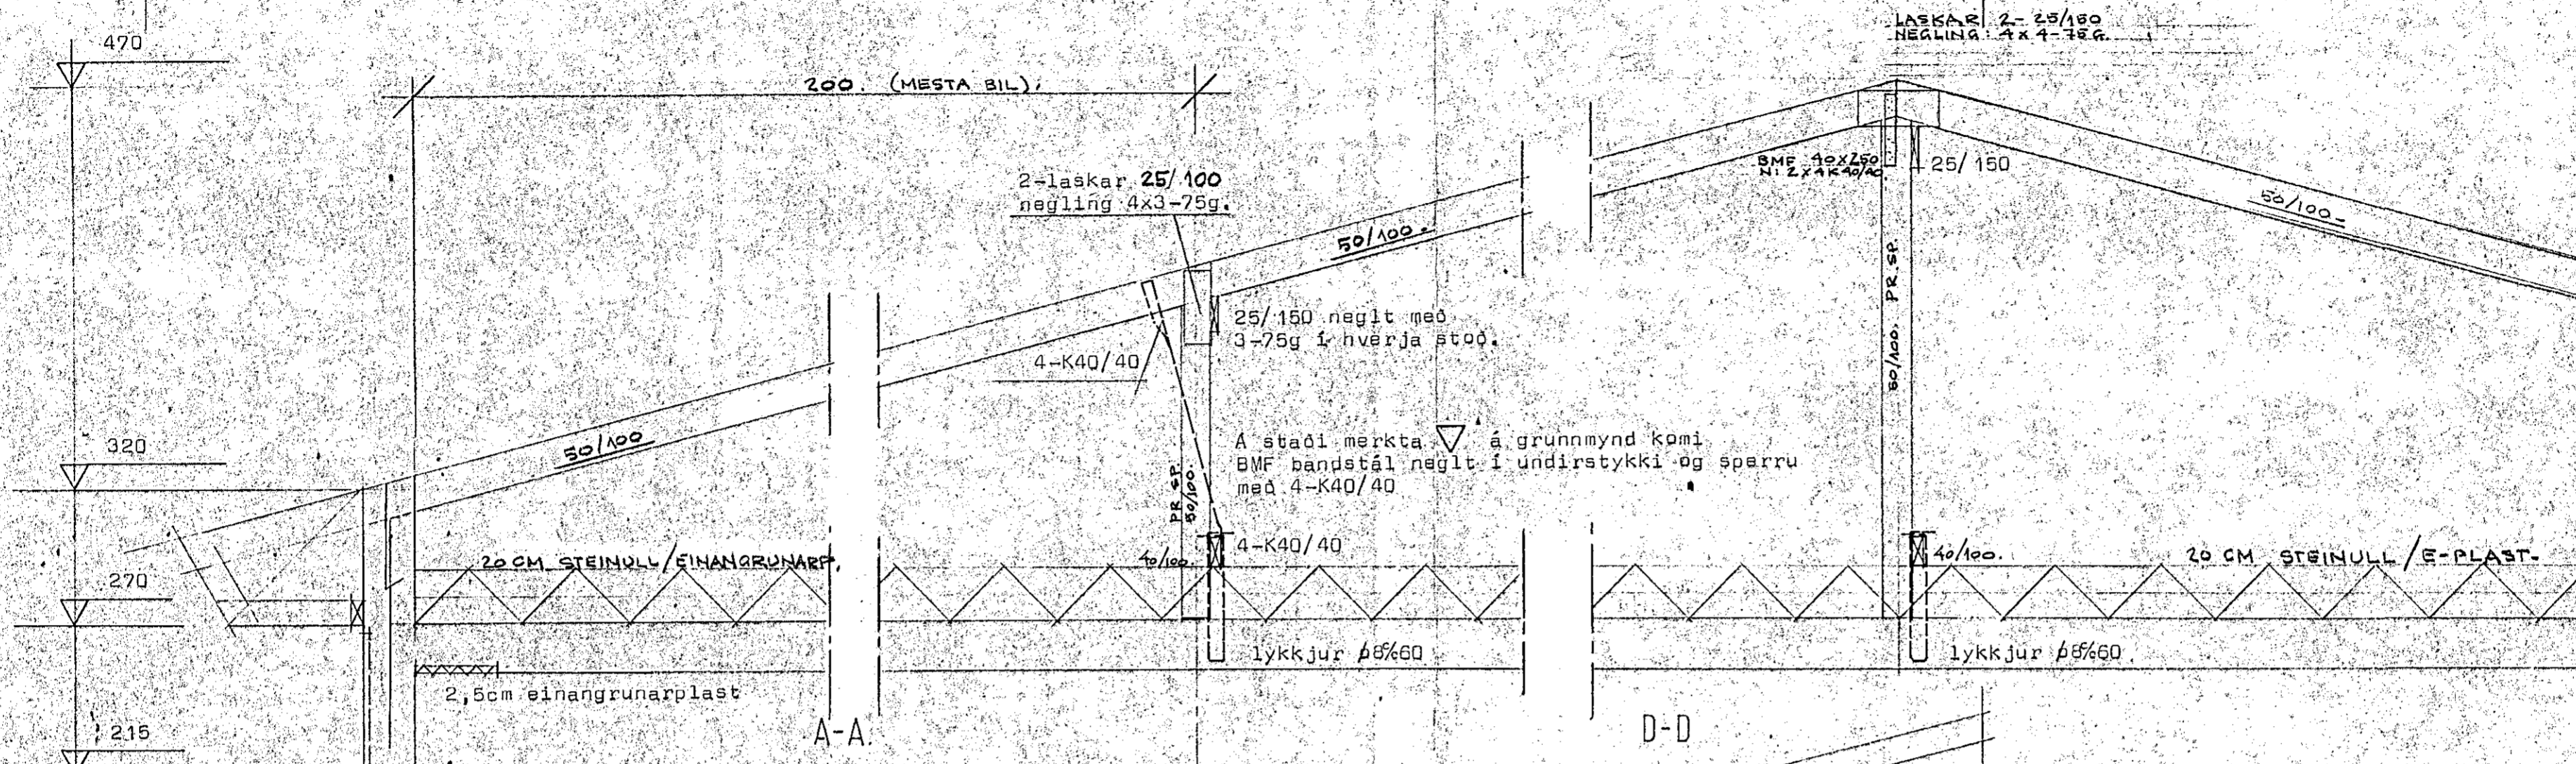 LASKAR 2- 25/150
NEGLING: 4x4-75G.
470
200. (MESTA BIL).
2-laskar 25/100
negling 4x3-75g.
BMF 40X250
N: 2X4K40/40
25/150
50/100
50/100.
50/100. PR.SP.
25/150 neglt með
3-75g í hverja stoð.
4-K40/40
320
50/100
Á staði merkta ▽ á grunnmynd komi
BMF bandstál neglt í undirstykki og sperru
með 4-K40/40
PR SP.
50/100.
20 CM STEINULL/EINANGRUNARP.
40/100.
4-K40/40
40/100.
20 CM STEINULL/E-PLAST.
270
lykkjur ø8%60
lykkjur ø8%60.
2,5cm einangrunarplast
215
A-A.
D-D